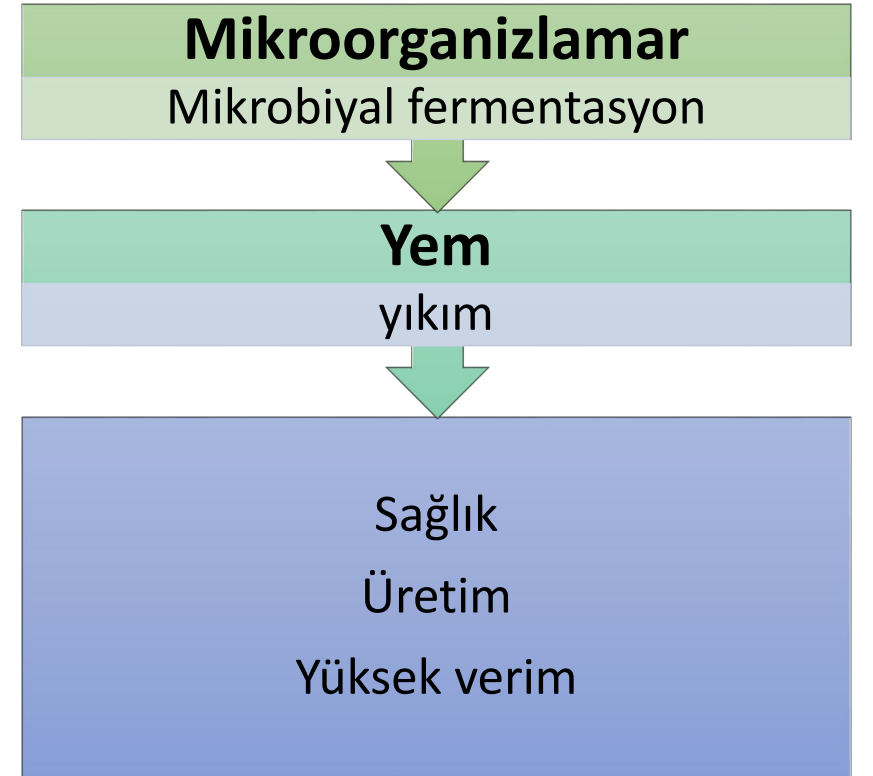 Mikroorganizlamar
Mikrobiyal fermentasyon
Yem
yıkım
Sağlık
Üretim
Yüksek verim